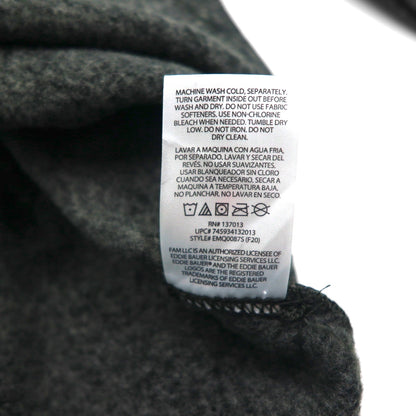 MACHINE WASH COLD, SEPARATELY.
TURN GARMENT INSIDE OUT BEFORE
WASH AND DRY. DO NOT USE FABRIC
SOFTENERS. USE NON-CHLORINE
BLEACH WHEN NEEDED. TUMBLE DRY
LOW. DO NOT IRON. DO NOT
DRY CLEAN.
LAVAR A MAQUINA CON AGUA FRIA,
POR SEPARADO. LAVAR Y SECAR DEL
REVÉS. NO USAR SUAVIZANTES.
USAR BLANQUEADOR SIN CLORO
CUANDO SEA NECESARIO. SECAR A
MAQUINA A TEMPERATURA BAJA.
NO PLANCHAR. NO LAVAR EN SECO.
RN# 137013
UPC# 745934132013
STYLE# EMQ0087S (F20)
FAM LLC IS AN AUTHORIZED LICENSEE OF
EDDIE BAUER LICENSING SERVICES LLC.
EDDIE BAUER® AND THE EDDIE BAUER
LOGOS ARE THE REGISTERED
TRADEMARKS OF EDDIE BAUER
LICENSING SERVICES LLC.